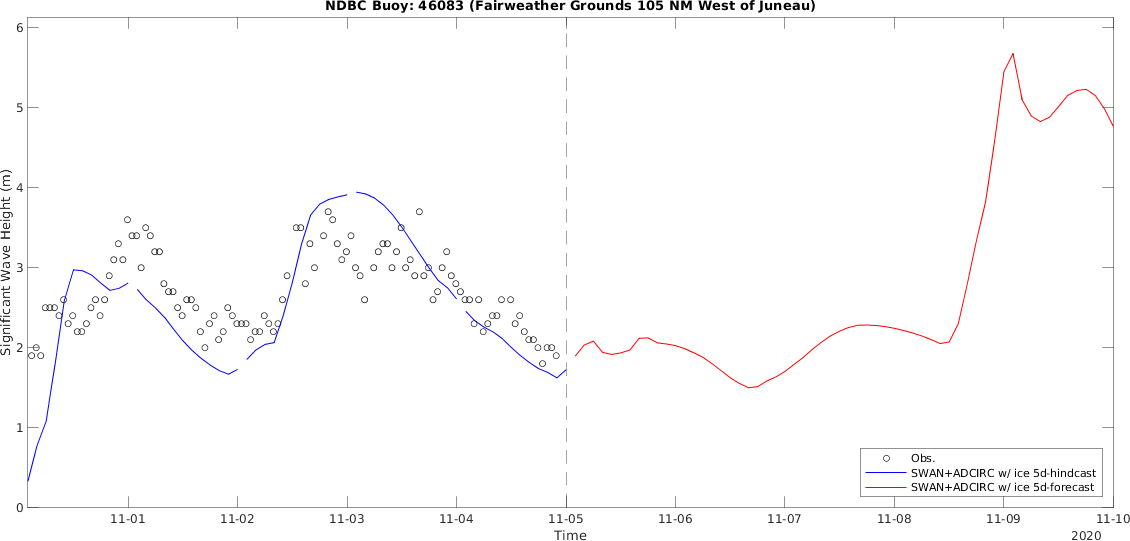 NDBC Buoy: 46083 (Fairweather Grounds 105 NM West of Juneau)
6
5
4
3
2
1
0
Significant Wave Height (m)
Obs.
SWAN+ADCIRC w/ ice 5d-hindcast
SWAN+ADCIRC w/ ice 5d-forecast
11-01 11-02 11-03 11-04 11-05 11-06 11-07 11-08 11-09 11-10
Time
2020